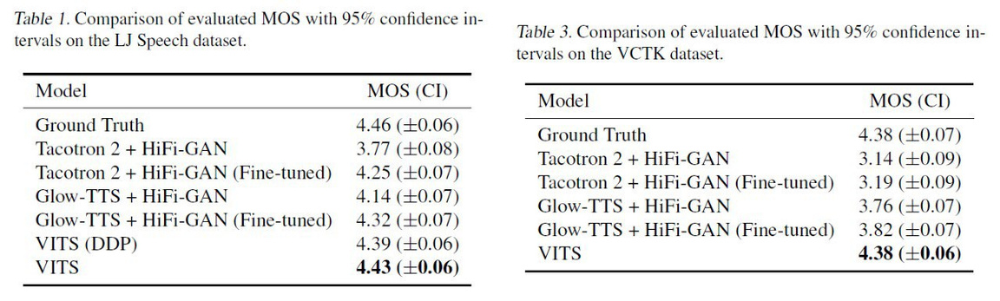 Table 1. Comparison of evaluated MOS with 95% confidence in-
tervals on the LJ Speech dataset.
Model MOS (CI)
Ground Truth 4.46 (±0.06)
Tacotron 2 + HiFi-GAN 3.77 (±0.08)
Tacotron 2 + HiFi-GAN (Fine-tuned) 4.25 (±0.07)
Glow-TTS + HiFi-GAN 4.14 (±0.07)
Glow-TTS + HiFi-GAN (Fine-tuned) 4.32 (±0.07)
VITS (DDP) 4.39 (±0.06)
VITS 4.43 (±0.06)
Table 3. Comparison of evaluated MOS with 95% confidence in-
tervals on the VCTK dataset.
Model MOS (CI)
Ground Truth 4.38 (±0.07)
Tacotron 2 + HiFi-GAN 3.14 (±0.09)
Tacotron 2 + HiFi-GAN (Fine-tuned) 3.19 (±0.09)
Glow-TTS + HiFi-GAN 3.76 (±0.07)
Glow-TTS + HiFi-GAN (Fine-tuned) 3.82 (±0.07)
VITS 4.38 (±0.06)